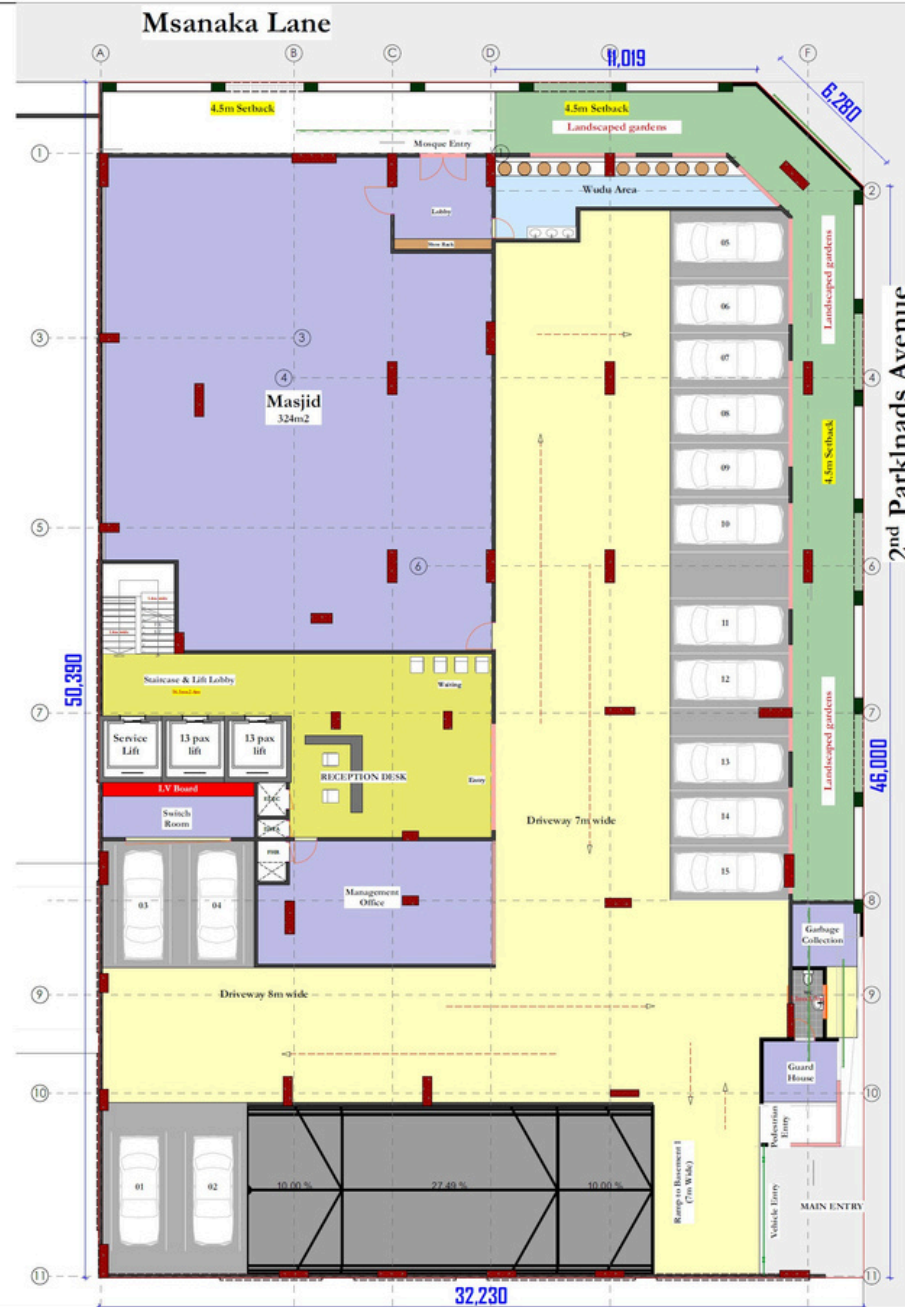 Msanaka Lane
A
B
C
D
F
11,019
6,280
4.5m Setback
4.5m Setback
Landscaped gardens
Mosque Entry
1
1
Wudu Area
2
Lobby
Shoe Rack
05
06
07
08
09
10
11
12
13
14
15
Landscaped gardens
4.5m Setback
Landscaped gardens
2nd Parklnads Avenue
3
3
4
4
Masjid
324m2
5
6
6
50,390
46,000
Staircase & Lift Lobby
Waiting
7
7
Service
Lift
13 pax
lift
13 pax
lift
RECEPTION DESK
Entry
LV Board
Switch
Room
Driveway 7m wide
03
04
Management
Office
8
Garbage
Collection
9
9
Driveway 8m wide
Guard
House
10
10
Pedestrian
Entry
01
02
10.00 %
27.49 %
10.00 %
Ramp to Basement 1
(7m Wide)
Vehicle Entry
MAIN ENTRY
11
11
32,230